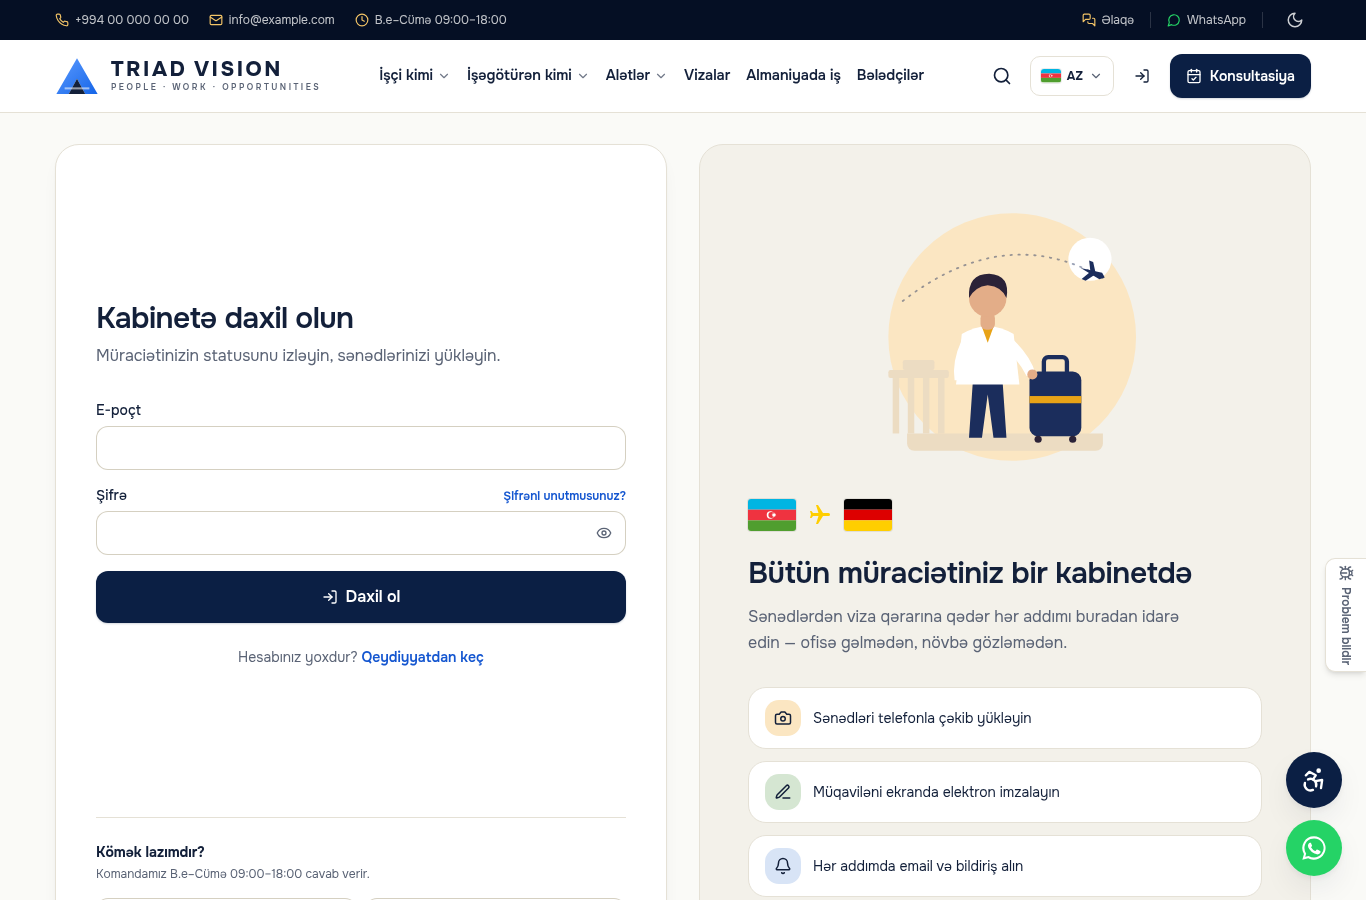 +994 00 000 00 00
info@example.com
B.e–Cümə 09:00–18:00
Əlaqə
WhatsApp
TRIAD VISION
PEOPLE · WORK · OPPORTUNITIES
İşçi kimi
İşəgötürən kimi
Alətlər
Vizalar
Almaniyada iş
Bələdçilər
AZ
Konsultasiya
Kabinetə daxil olun
Müraciətinizin statusunu izləyin, sənədlərinizi yükləyin.
E-poçt
Şifrə
Şifrəni unutmusunuz?
Daxil ol
Hesabınız yoxdur? Qeydiyyatdan keç
Kömək lazımdır?
Komandamız B.e–Cümə 09:00–18:00 cavab verir.
Bütün müraciətiniz bir kabinetdə
Sənədlərdən viza qərarına qədər hər addımı buradan idarə
edin — ofisə gəlmədən, növbə gözləmədən.
Sənədləri telefonla çəkib yükləyin
Müqaviləni ekranda elektron imzalayın
Hər addımda email və bildiriş alın
Problem bildir